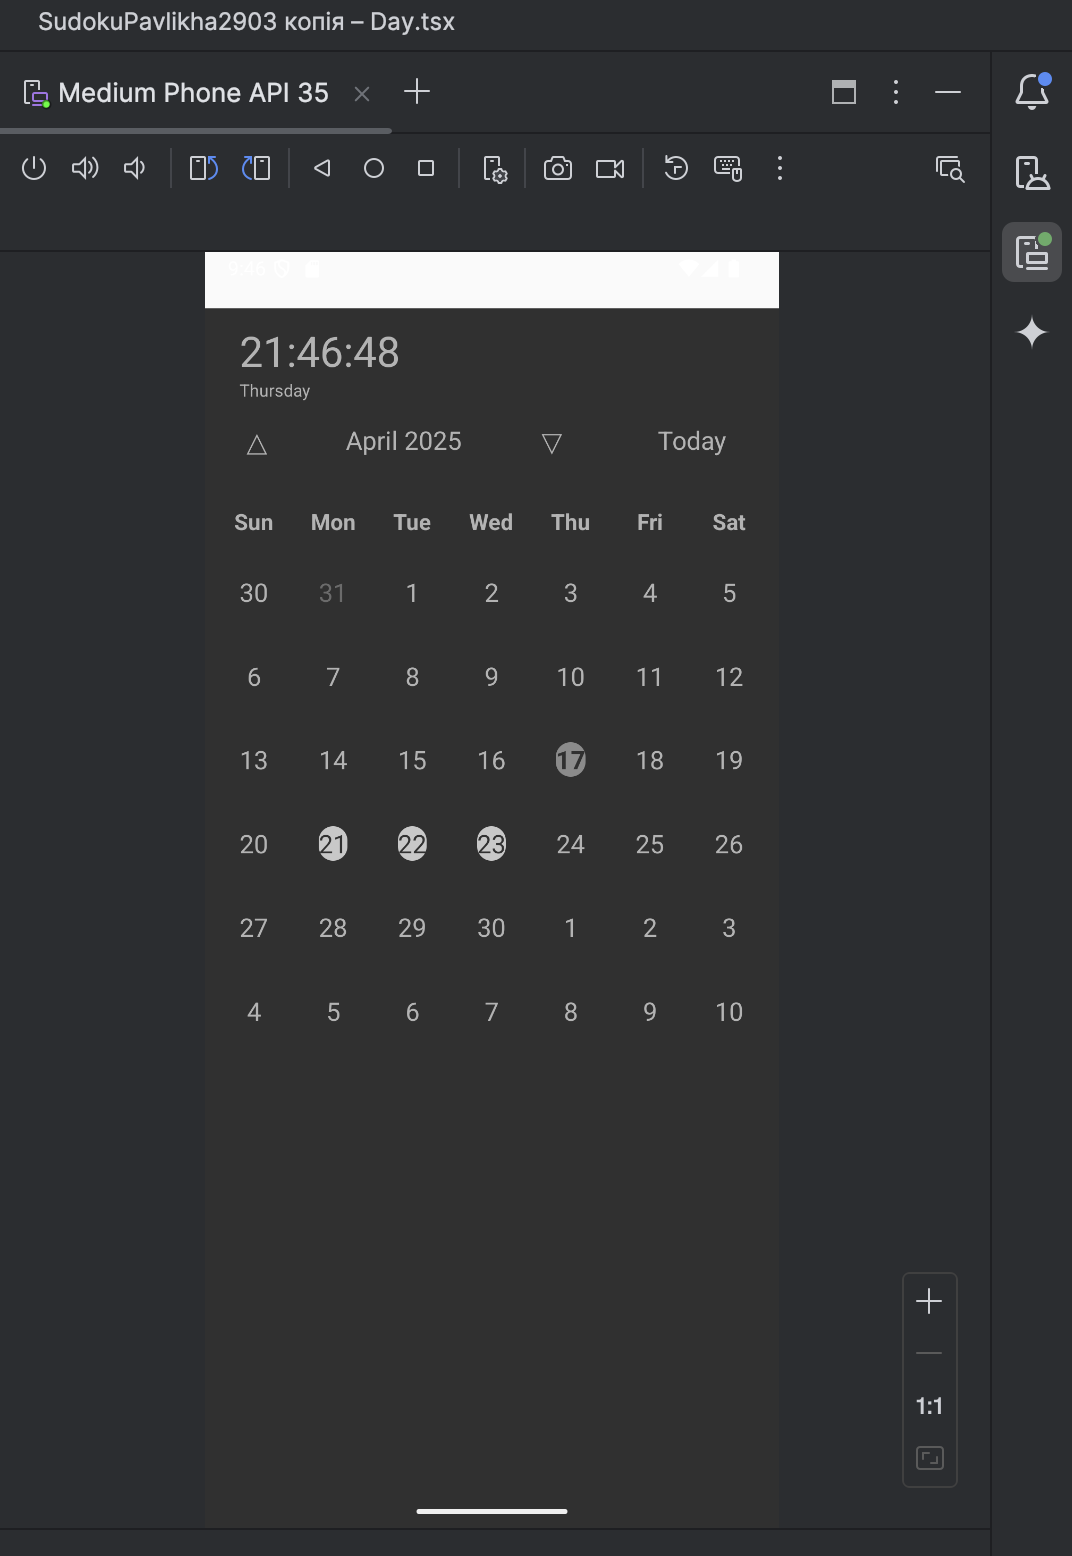 SudokuPavlikha2903 копія – Day.tsx
Medium Phone API 35
9:46
21:46:48
Thursday
△ April 2025 ▽ Today
Sun Mon Tue Wed Thu Fri Sat
30 31 1 2 3 4 5
6 7 8 9 10 11 12
13 14 15 16 17 18 19
20 21 22 23 24 25 26
27 28 29 30 1 2 3
4 5 6 7 8 9 10
1:1